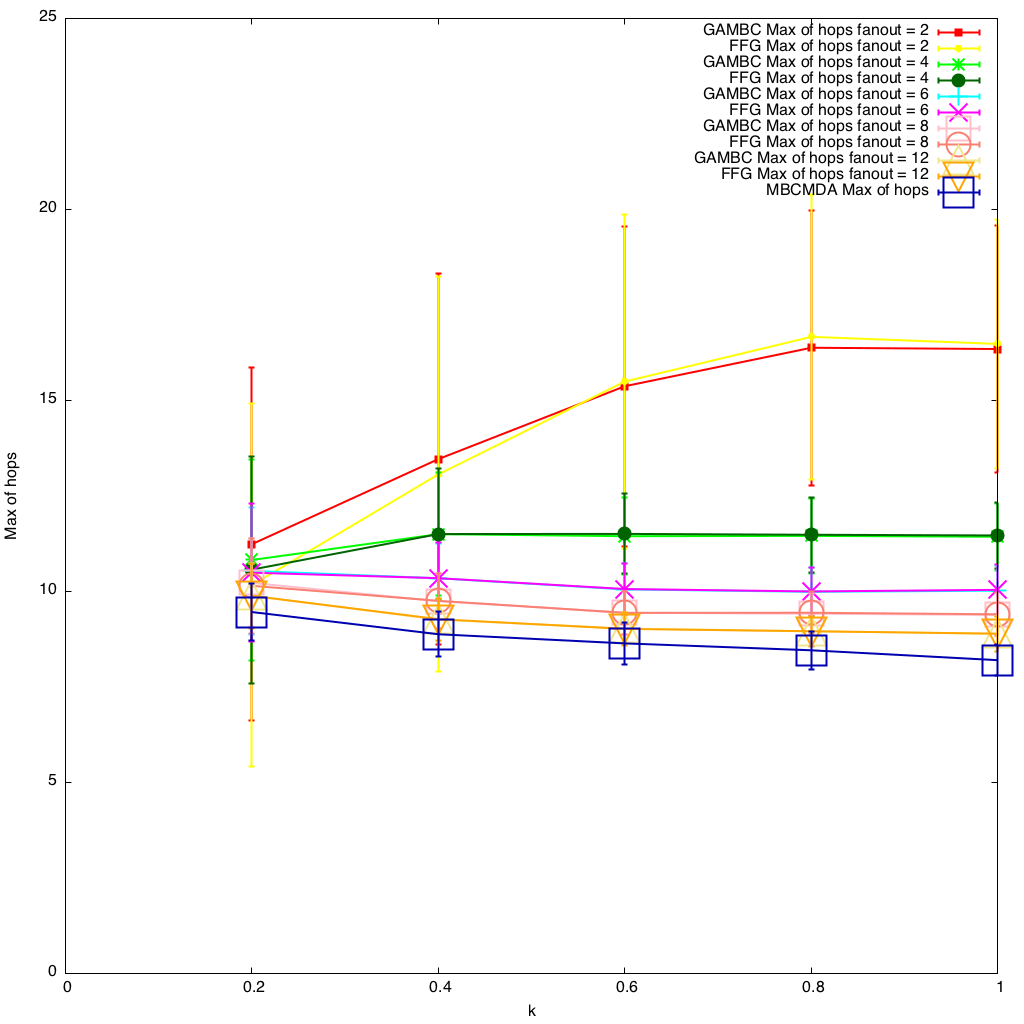 25
20
15
10
5
0
Max of hops
GAMBC Max of hops fanout = 2
FFG Max of hops fanout = 2
GAMBC Max of hops fanout = 4
FFG Max of hops fanout = 4
GAMBC Max of hops fanout = 6
FFG Max of hops fanout = 6
GAMBC Max of hops fanout = 8
FFG Max of hops fanout = 8
GAMBC Max of hops fanout = 12
FFG Max of hops fanout = 12
MBCMDA Max of hops
0 0.2 0.4 0.6 0.8 1
k